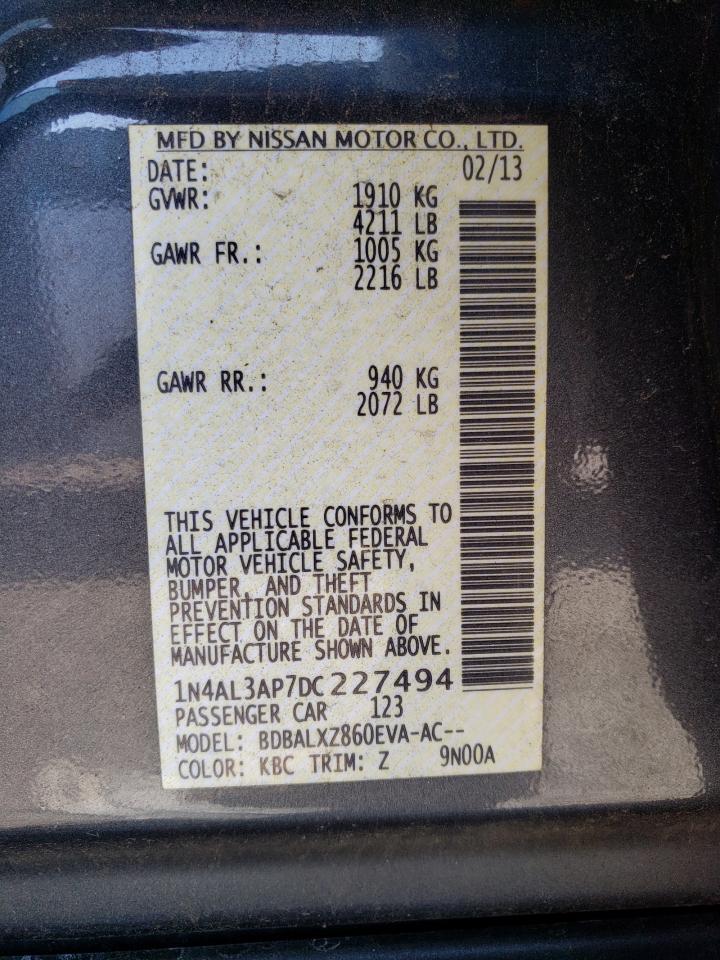 MFD BY NISSAN MOTOR CO., LTD.
DATE: 02/13
GVWR: 1910 KG
4211 LB
GAWR FR.: 1005 KG
2216 LB
GAWR RR.: 940 KG
2072 LB
THIS VEHICLE CONFORMS TO
ALL APPLICABLE FEDERAL
MOTOR VEHICLE SAFETY,
BUMPER, AND THEFT
PREVENTION STANDARDS IN
EFFECT ON THE DATE OF
MANUFACTURE SHOWN ABOVE.
1N4AL3AP7DC227494
PASSENGER CAR 123
MODEL: BDBALXZ860EVA-AC--
COLOR: KBC TRIM: Z 9N00A